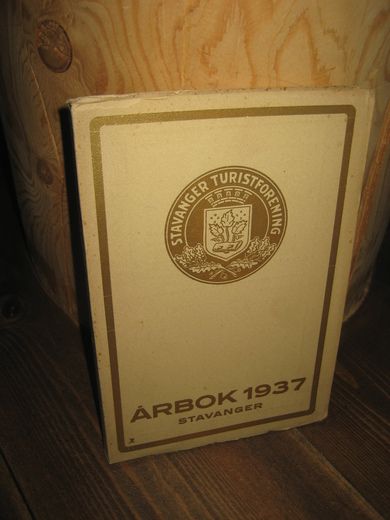 STAVANGER TURISTFORENING
ÅRBOK 1937
STAVANGER